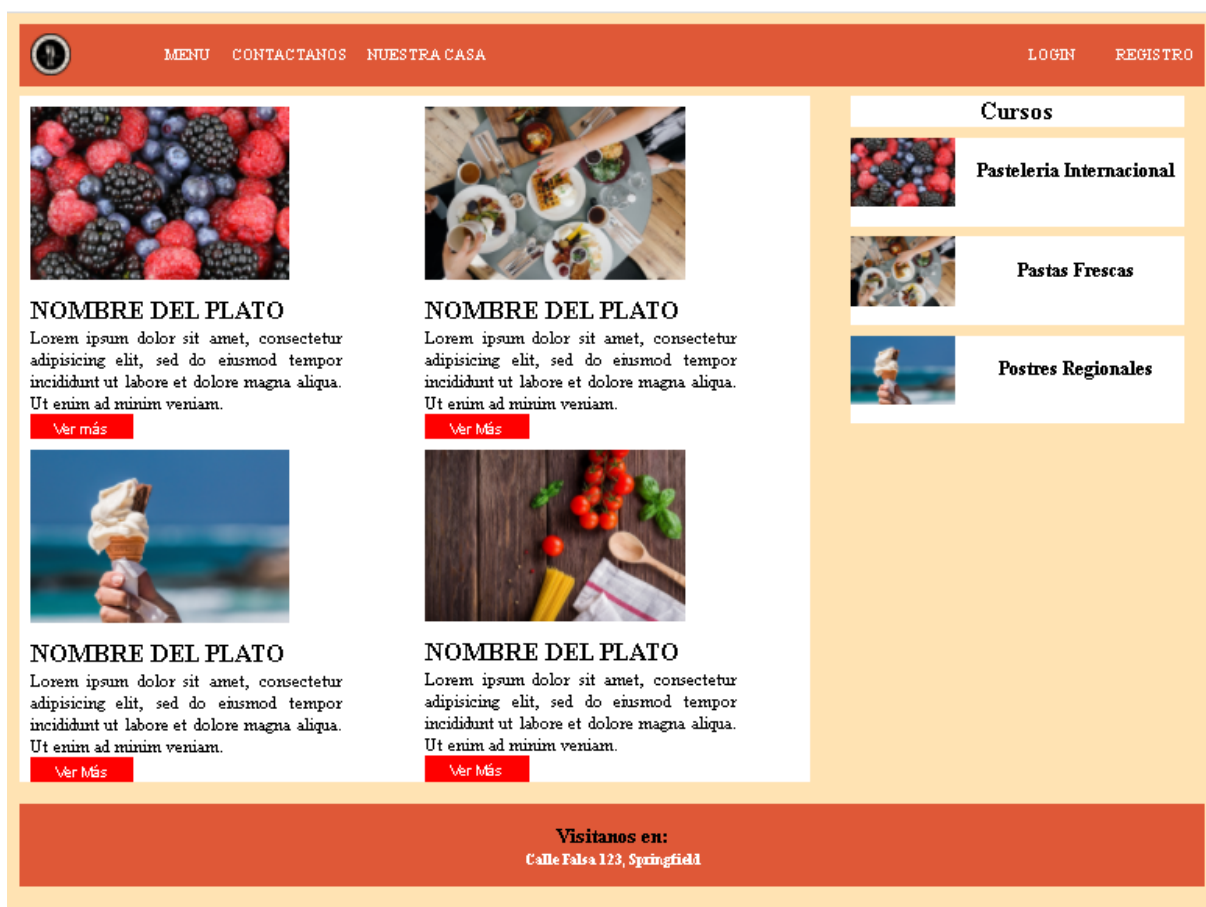 MENU CONTACTANOS NUESTRA CASA LOGIN REGISTRO
NOMBRE DEL PLATO
Lorem ipsum dolor sit amet, consectetur
adipisicing elit, sed do eiusmod tempor
incididunt ut labore et dolore magna aliqua.
Ut enim ad minim veniam.
Ver más
NOMBRE DEL PLATO
Lorem ipsum dolor sit amet, consectetur
adipisicing elit, sed do eiusmod tempor
incididunt ut labore et dolore magna aliqua.
Ut enim ad minim veniam.
Ver Más
NOMBRE DEL PLATO
Lorem ipsum dolor sit amet, consectetur
adipisicing elit, sed do eiusmod tempor
incididunt ut labore et dolore magna aliqua.
Ut enim ad minim veniam.
Ver Más
NOMBRE DEL PLATO
Lorem ipsum dolor sit amet, consectetur
adipisicing elit, sed do eiusmod tempor
incididunt ut labore et dolore magna aliqua.
Ut enim ad minim veniam.
Ver Más
Cursos
Pasteleria Internacional
Pastas Frescas
Postres Regionales
Visitanos en:
Calle Falsa 123, Springfield